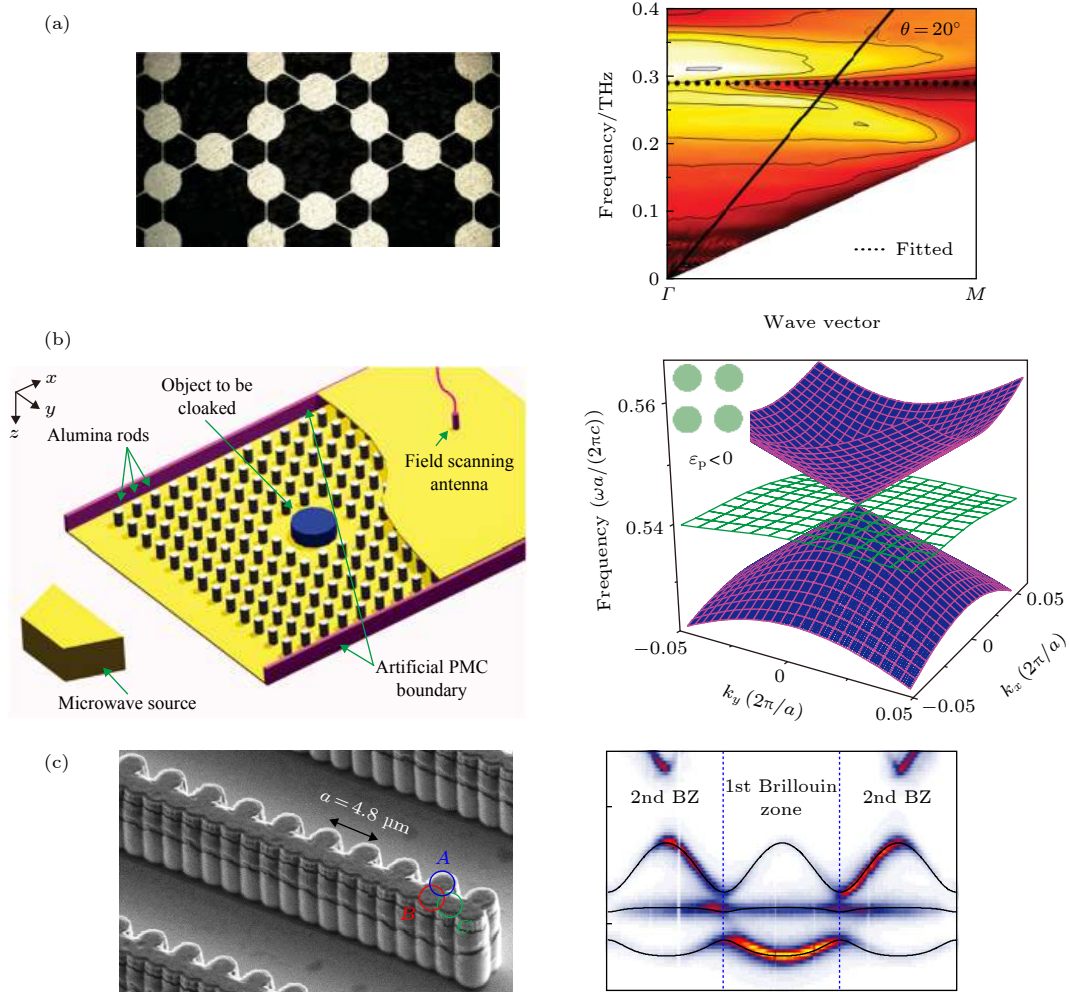 (a)
0.4
0.3
0.2
0.1
0
Frequency/THz
θ=20°
Fitted
Γ
M
Wave vector
(b)
x
y
z
Object to be
cloaked
Alumina rods
Field scanning
antenna
Artificial PMC
boundary
Microwave source
0.56
0.54
Frequency (ωa/(2πc))
εp<0
-0.05
0
0.05
ky (2π/a)
-0.05
0
0.05
kx (2π/a)
(c)
a=4.8 μm
A
B
C
2nd BZ
1st Brillouin
zone
2nd BZ